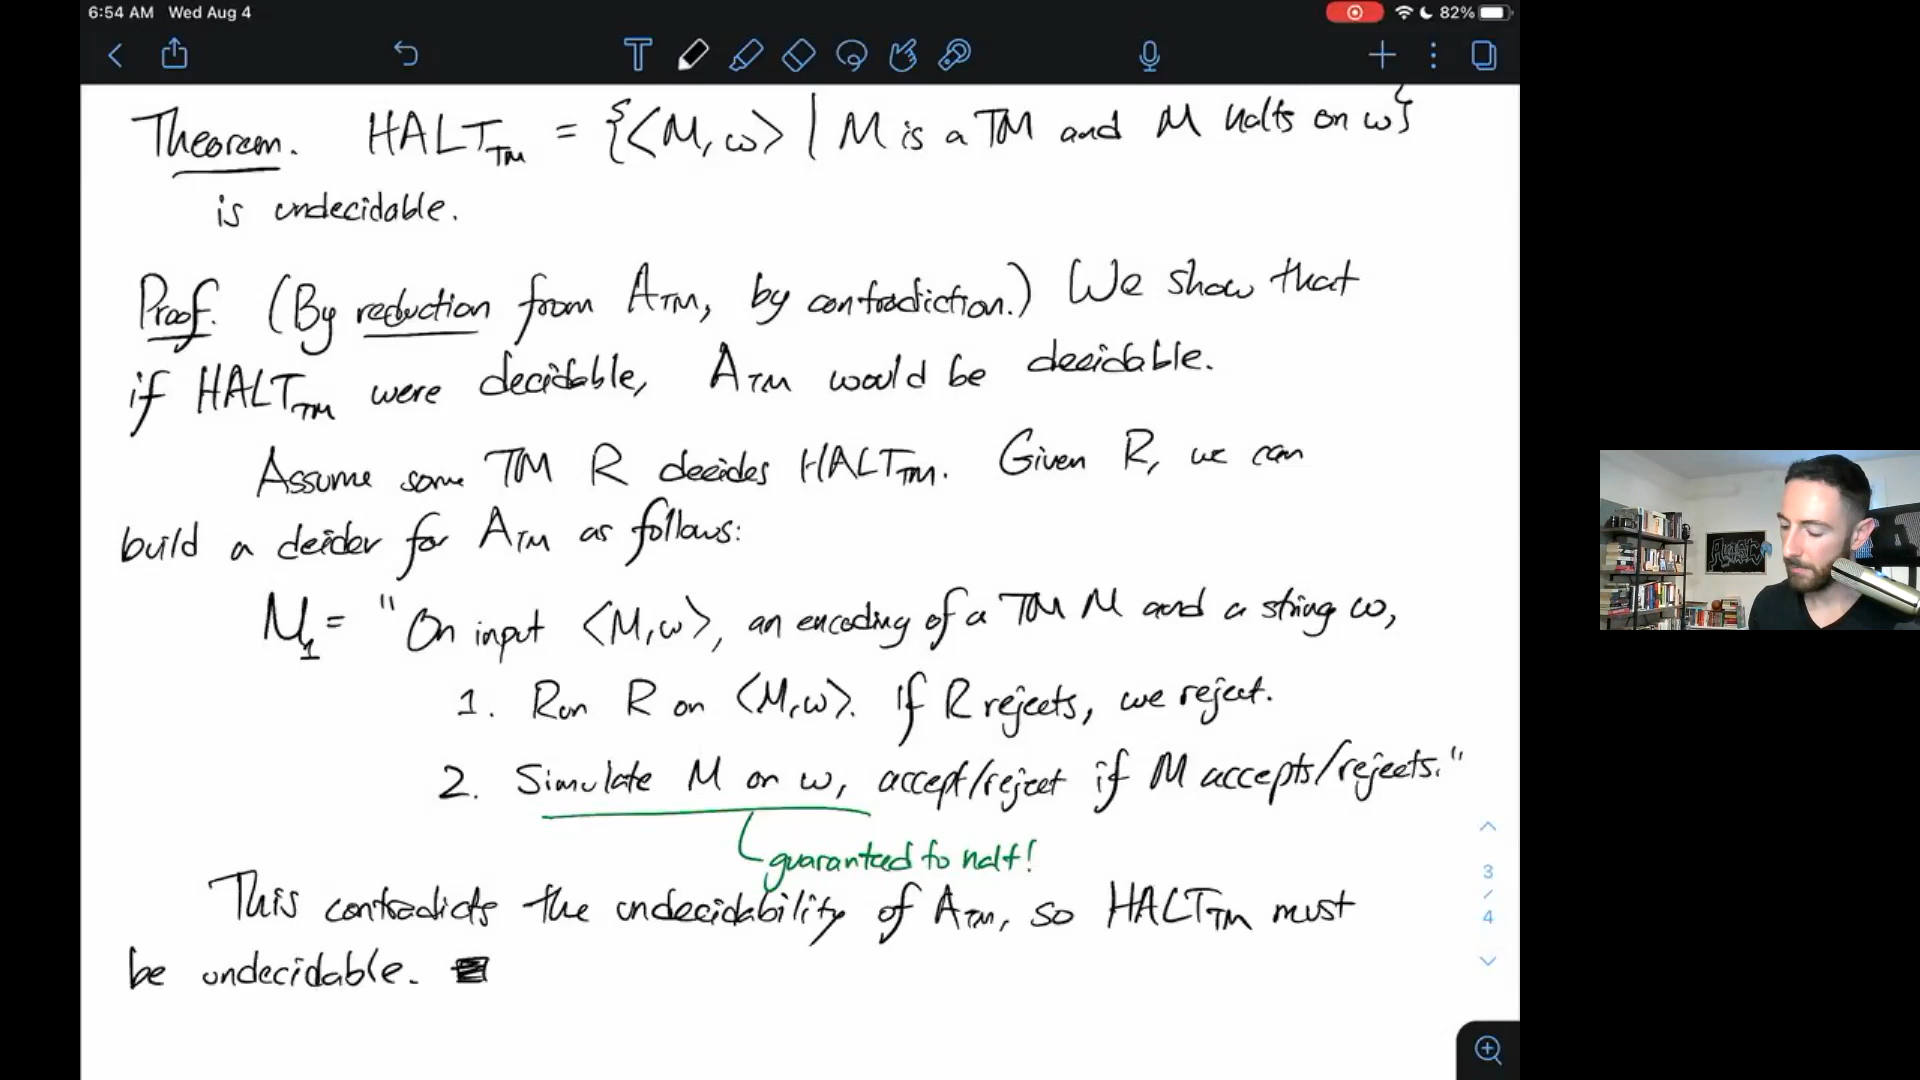 6:54 AM Wed Aug 4
82%
Theorem. HALT_TM = {<M, w> | M is a TM and M halts on w}
is undecidable.
Proof. (By reduction from A_TM, by contradiction.) We show that
if HALT_TM were decidable, A_TM would be decidable.
Assume some TM R decides HALT_TM. Given R, we can
build a deider for A_TM as follows:
M_1 = "On input <M,w>, an encoding of a TM M and a string w,
1. Run R on <M,w>. If R rejects, we reject.
2. Simulate M on w, accept/reject if M accepts/rejects."
guaranteed to halt!
This contradicts the undecidability of A_TM, so HALT_TM must
be undecidable.
3
/
4